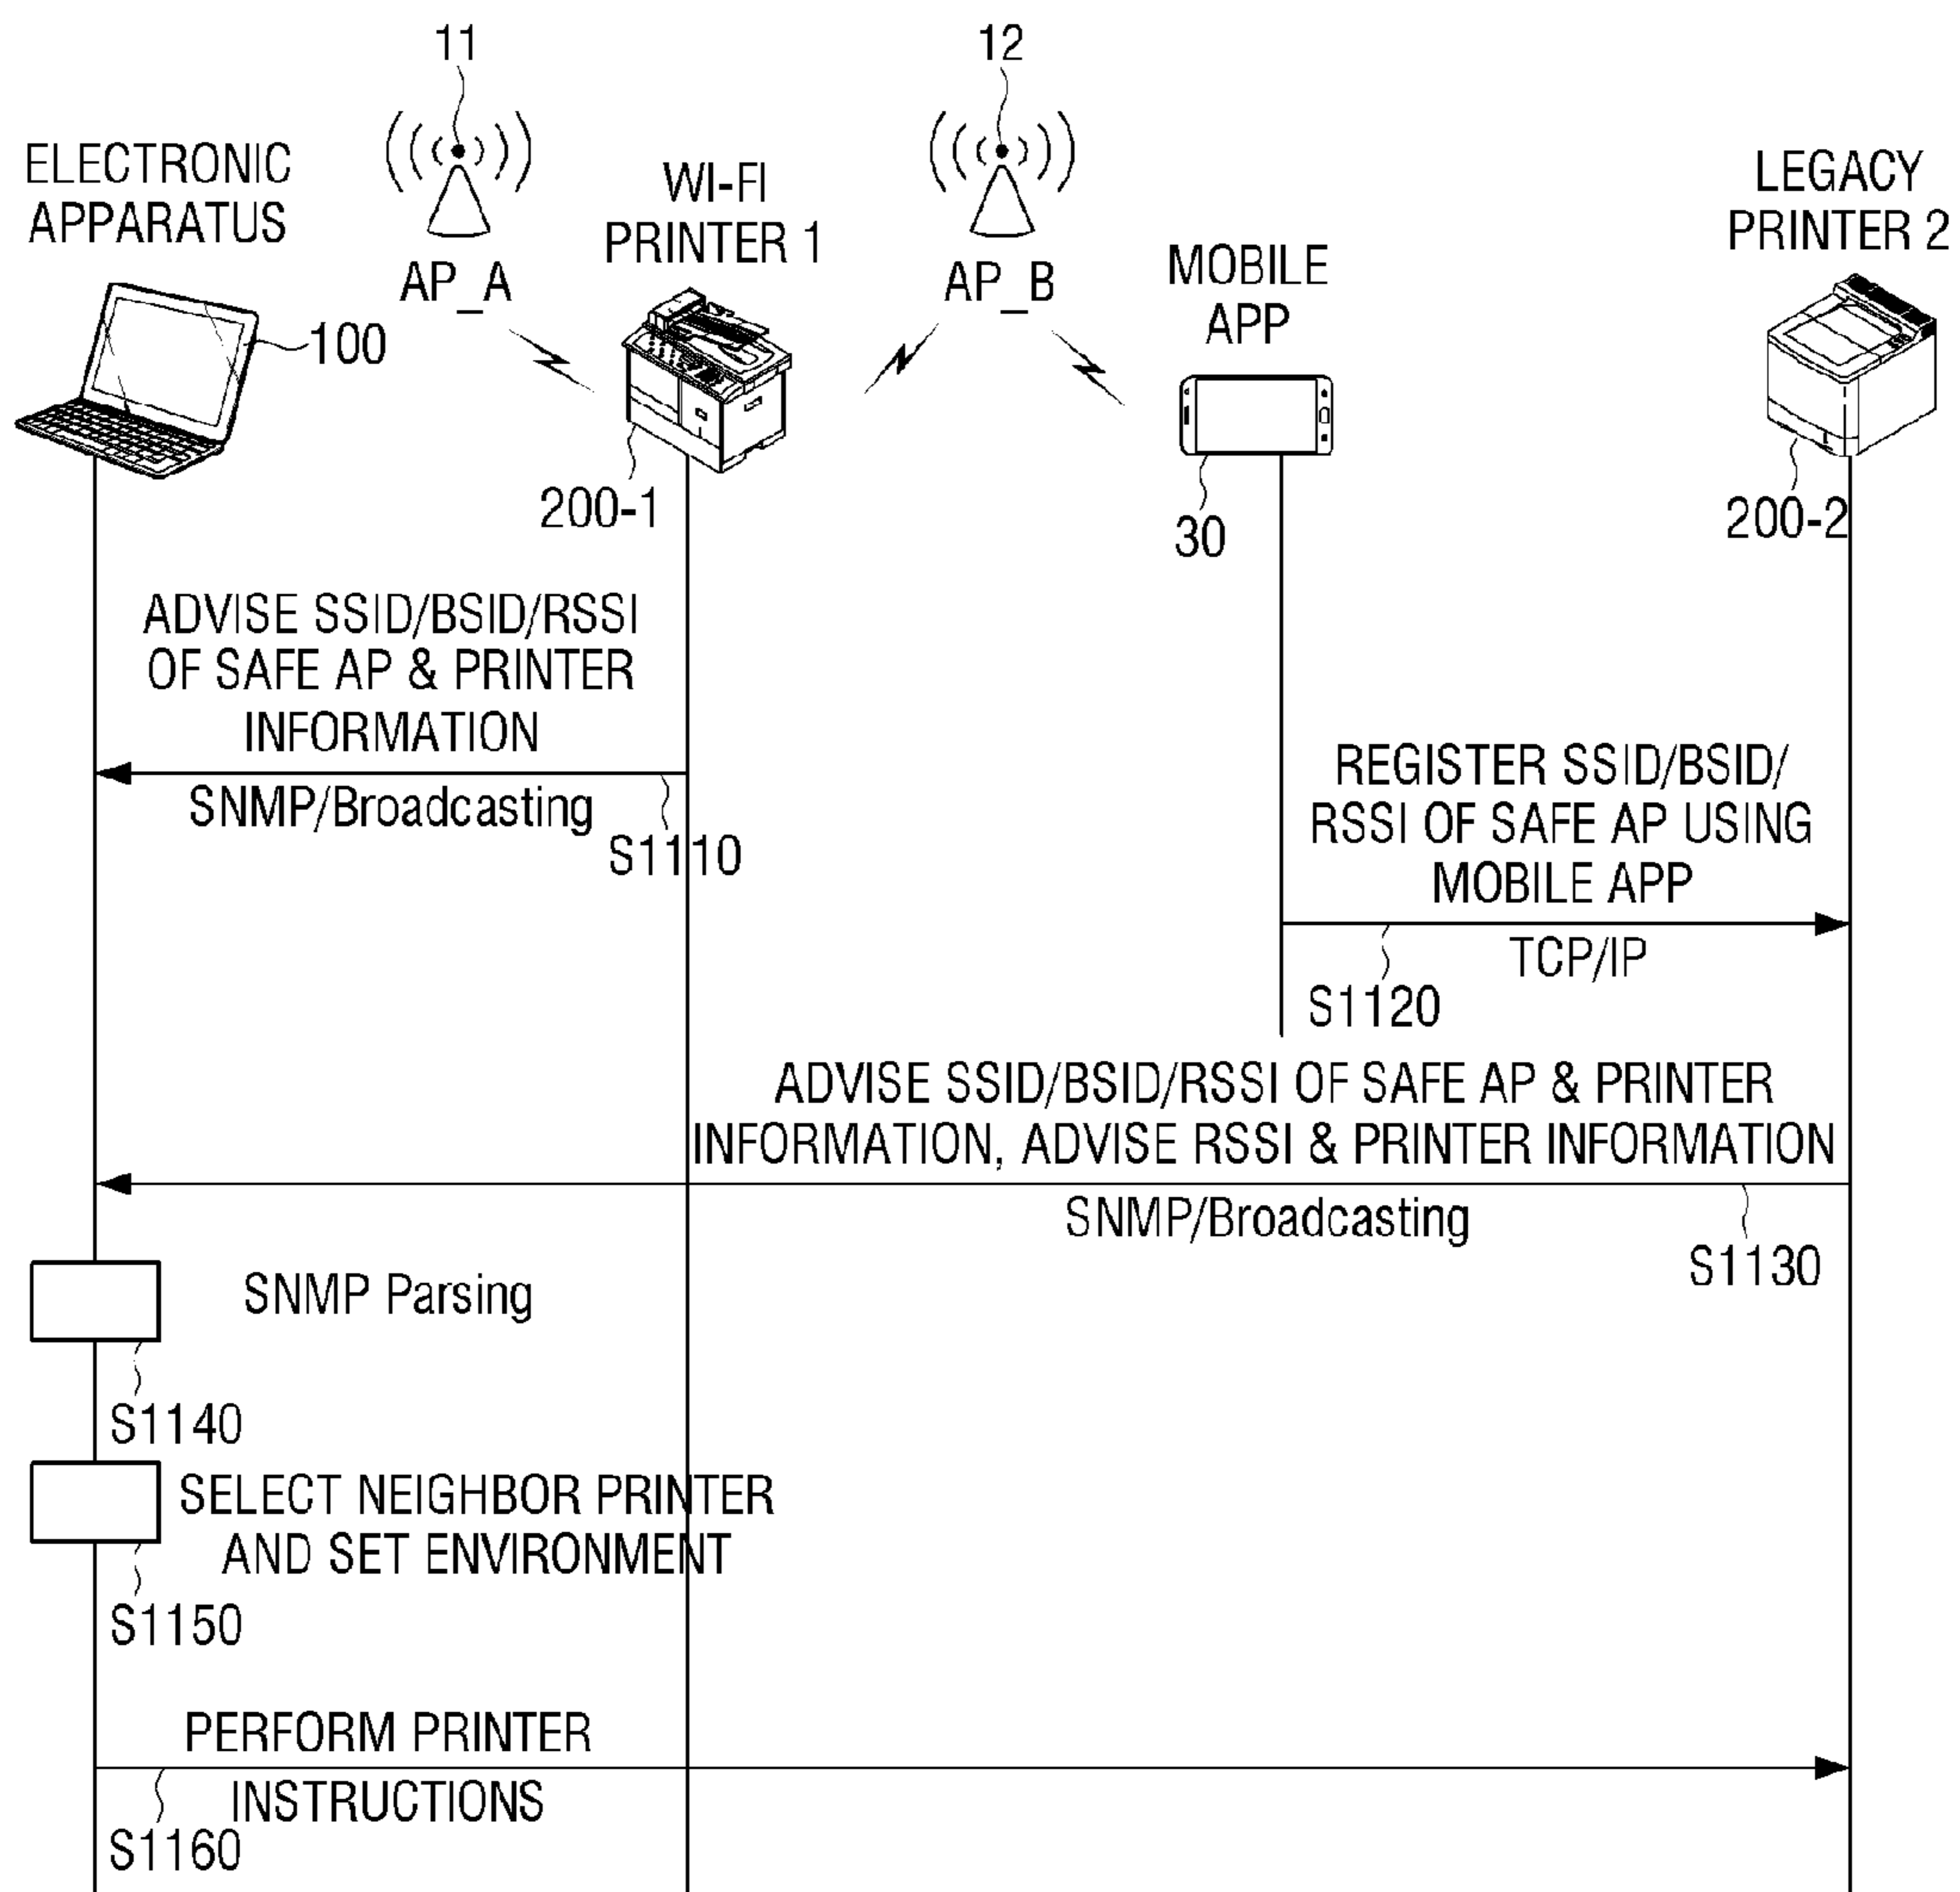 11
12
ELECTRONIC
APPARATUS
AP_A
WI-FI
PRINTER 1
AP_B
MOBILE
APP
LEGACY
PRINTER 2
100
200-1
30
200-2
ADVISE SSID/BSID/RSSI
OF SAFE AP & PRINTER
INFORMATION
SNMP/Broadcasting
S1110
REGISTER SSID/BSID/
RSSI OF SAFE AP USING
MOBILE APP
TCP/IP
S1120
ADVISE SSID/BSID/RSSI OF SAFE AP & PRINTER
INFORMATION, ADVISE RSSI & PRINTER INFORMATION
SNMP/Broadcasting
S1130
SNMP Parsing
S1140
SELECT NEIGHBOR PRINTER
AND SET ENVIRONMENT
S1150
PERFORM PRINTER
INSTRUCTIONS
S1160